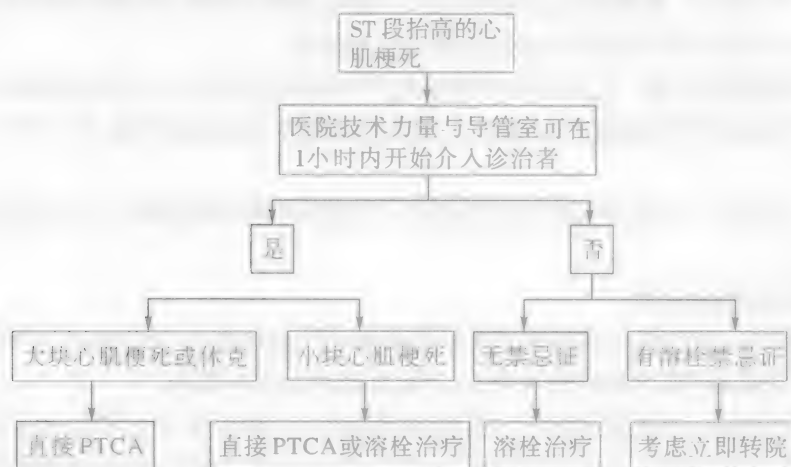 ST 段抬高的心
肌梗死
医院技术力量与导管室可在
1小时内开始介入诊治者
是
否
大块心肌梗死或休克
小块心肌梗死
无禁忌证
有溶栓禁忌证
直接PTCA
直接PTCA或溶栓治疗
溶栓治疗
考虑立即转院